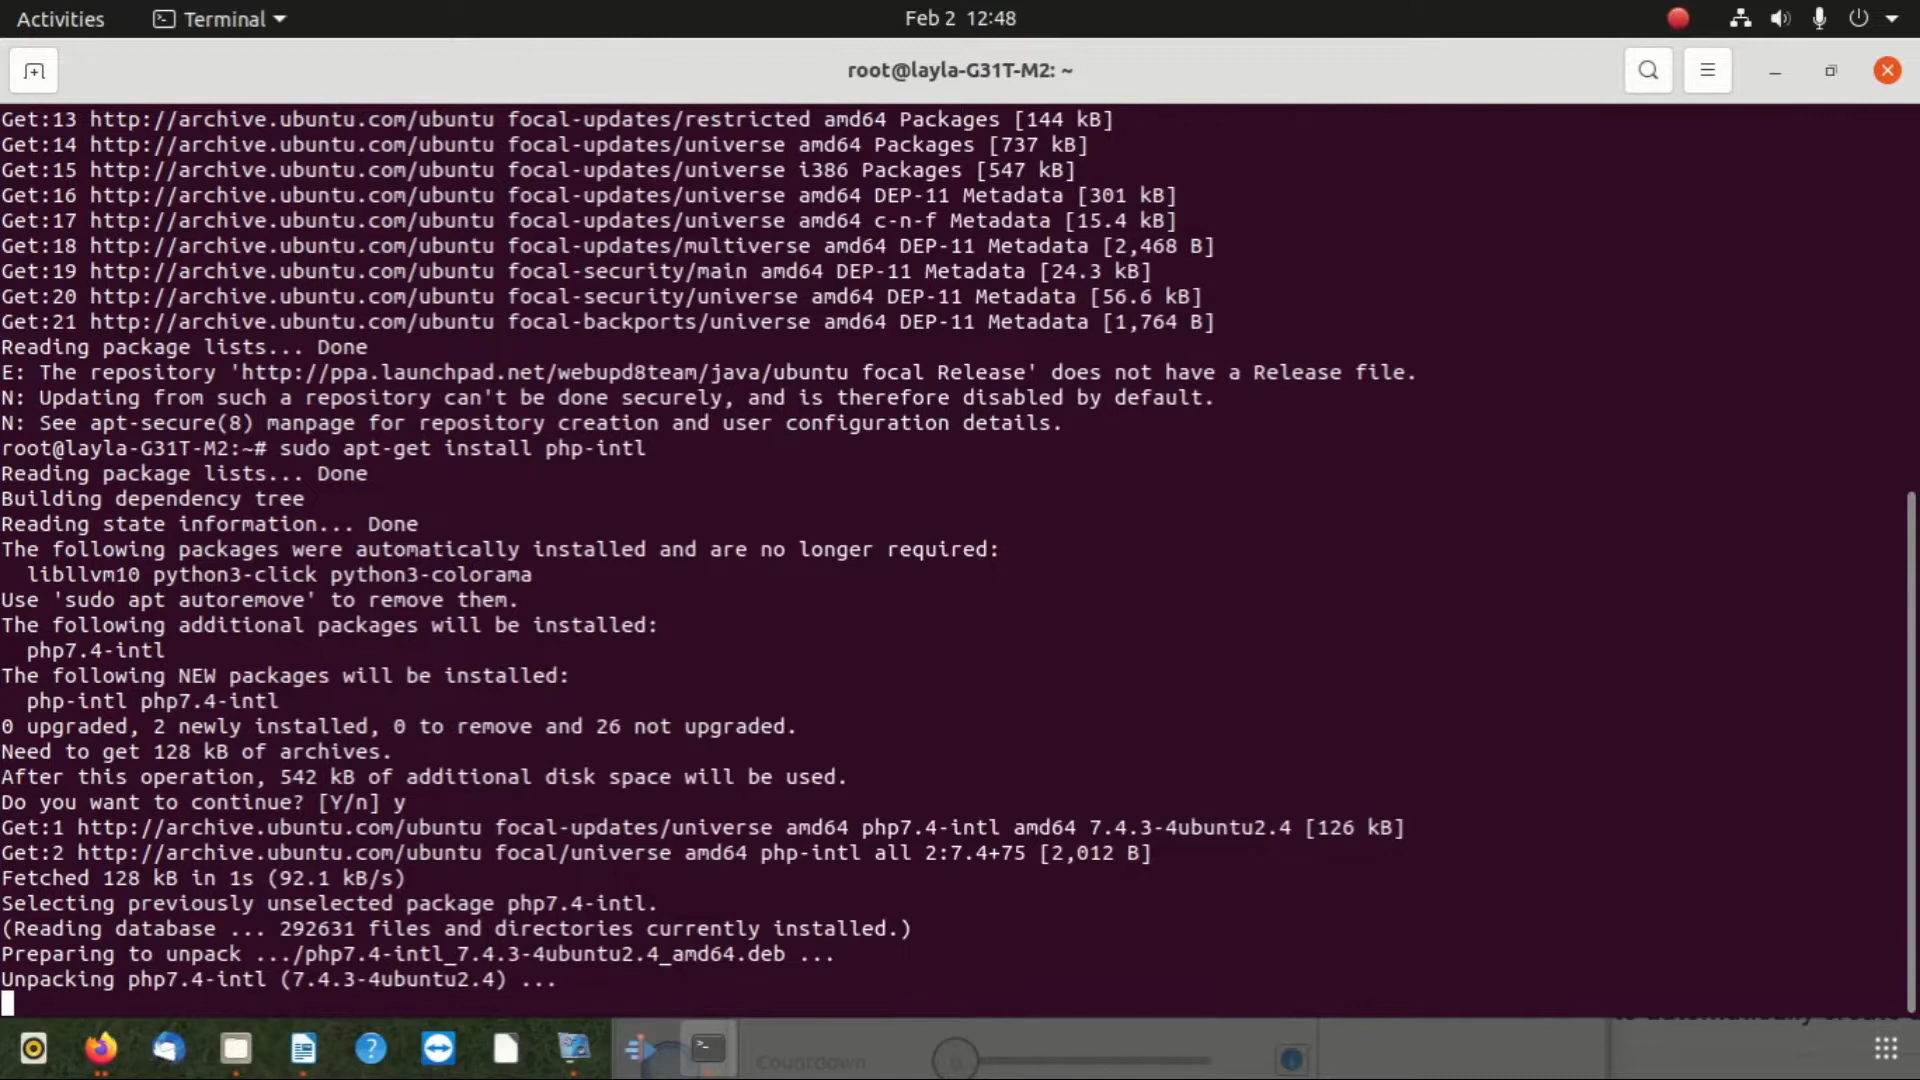 Activities Terminal Feb 2 12:48
root@layla-G31T-M2: ~
Get:13 http://archive.ubuntu.com/ubuntu focal-updates/restricted amd64 Packages [144 kB]
Get:14 http://archive.ubuntu.com/ubuntu focal-updates/universe amd64 Packages [737 kB]
Get:15 http://archive.ubuntu.com/ubuntu focal-updates/universe i386 Packages [547 kB]
Get:16 http://archive.ubuntu.com/ubuntu focal-updates/universe amd64 DEP-11 Metadata [301 kB]
Get:17 http://archive.ubuntu.com/ubuntu focal-updates/universe amd64 c-n-f Metadata [15.4 kB]
Get:18 http://archive.ubuntu.com/ubuntu focal-updates/multiverse amd64 DEP-11 Metadata [2,468 B]
Get:19 http://archive.ubuntu.com/ubuntu focal-security/main amd64 DEP-11 Metadata [24.3 kB]
Get:20 http://archive.ubuntu.com/ubuntu focal-security/universe amd64 DEP-11 Metadata [56.6 kB]
Get:21 http://archive.ubuntu.com/ubuntu focal-backports/universe amd64 DEP-11 Metadata [1,764 B]
Reading package lists... Done
E: The repository 'http://ppa.launchpad.net/webupd8team/java/ubuntu focal Release' does not have a Release file.
N: Updating from such a repository can't be done securely, and is therefore disabled by default.
N: See apt-secure(8) manpage for repository creation and user configuration details.
root@layla-G31T-M2:~# sudo apt-get install php-intl
Reading package lists... Done
Building dependency tree
Reading state information... Done
The following packages were automatically installed and are no longer required:
  libllvm10 python3-click python3-colorama
Use 'sudo apt autoremove' to remove them.
The following additional packages will be installed:
  php7.4-intl
The following NEW packages will be installed:
  php-intl php7.4-intl
0 upgraded, 2 newly installed, 0 to remove and 26 not upgraded.
Need to get 128 kB of archives.
After this operation, 542 kB of additional disk space will be used.
Do you want to continue? [Y/n] y
Get:1 http://archive.ubuntu.com/ubuntu focal-updates/universe amd64 php7.4-intl amd64 7.4.3-4ubuntu2.4 [126 kB]
Get:2 http://archive.ubuntu.com/ubuntu focal/universe amd64 php-intl all 2:7.4+75 [2,012 B]
Fetched 128 kB in 1s (92.1 kB/s)
Selecting previously unselected package php7.4-intl.
(Reading database ... 292631 files and directories currently installed.)
Preparing to unpack .../php7.4-intl_7.4.3-4ubuntu2.4_amd64.deb ...
Unpacking php7.4-intl (7.4.3-4ubuntu2.4) ...
Countdown